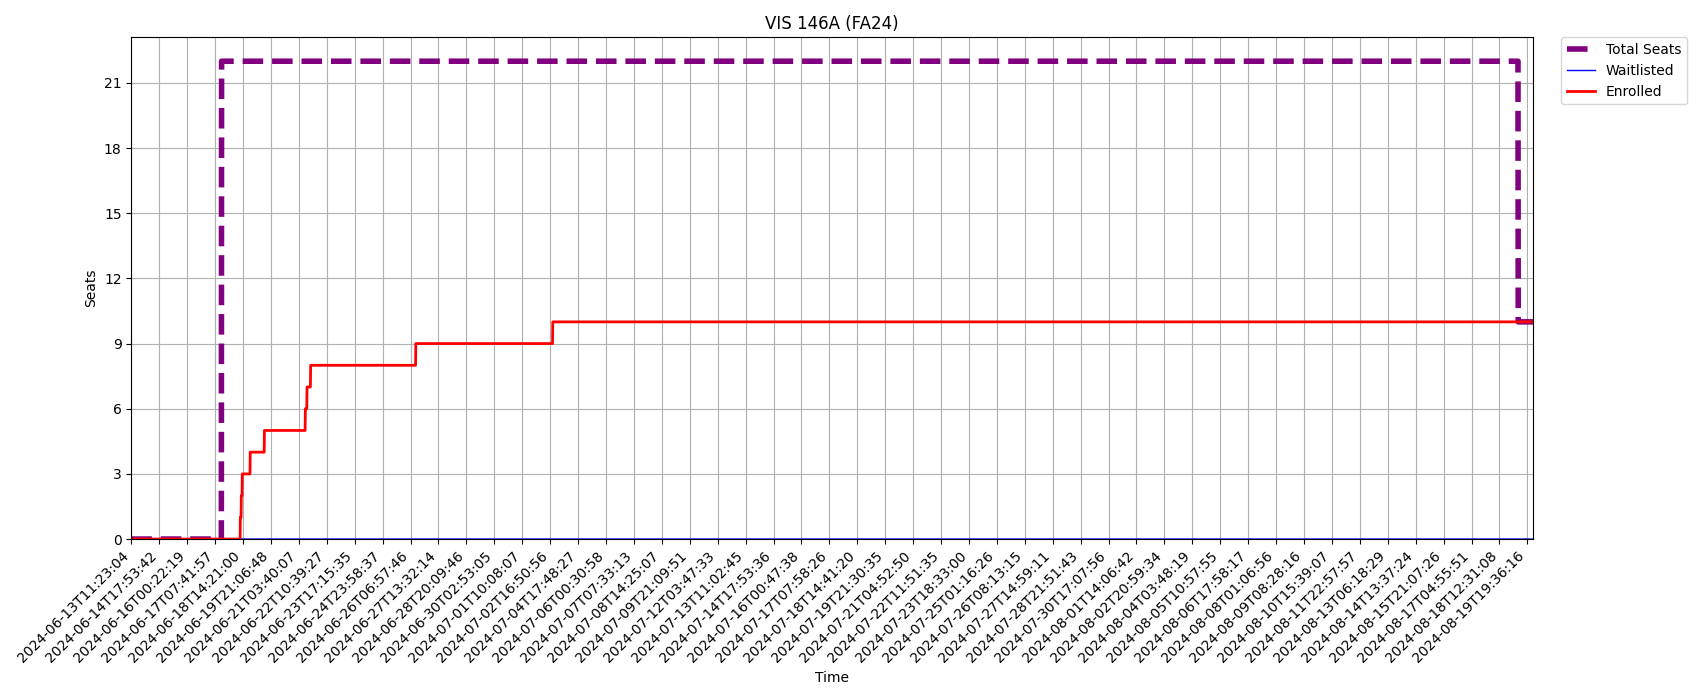 VIS 146A (FA24)
Total Seats
Waitlisted
Enrolled
21
18
15
12
9
6
3
0
Seats
2024-06-13T11:23:04
2024-06-14T17:53:42
2024-06-16T00:22:19
2024-06-17T07:41:57
2024-06-18T14:21:00
2024-06-19T21:06:48
2024-06-21T03:40:07
2024-06-22T10:39:27
2024-06-23T17:15:35
2024-06-24T23:58:37
2024-06-26T06:57:46
2024-06-27T13:32:14
2024-06-28T20:09:46
2024-06-30T02:53:05
2024-07-01T10:08:07
2024-07-02T16:50:56
2024-07-04T17:48:27
2024-07-06T00:30:58
2024-07-07T07:33:13
2024-07-08T14:25:07
2024-07-09T21:09:51
2024-07-12T03:47:33
2024-07-13T11:02:45
2024-07-14T17:53:36
2024-07-16T00:47:38
2024-07-17T07:58:26
2024-07-18T14:41:20
2024-07-19T21:30:35
2024-07-21T04:52:50
2024-07-22T11:51:35
2024-07-23T18:33:00
2024-07-25T01:16:26
2024-07-26T08:13:15
2024-07-27T14:59:11
2024-07-28T21:51:43
2024-07-30T17:07:56
2024-08-01T14:06:42
2024-08-02T20:59:34
2024-08-04T03:48:19
2024-08-05T10:57:55
2024-08-06T17:58:17
2024-08-08T01:06:56
2024-08-09T08:28:16
2024-08-10T15:39:07
2024-08-11T22:57:57
2024-08-13T06:18:29
2024-08-14T13:37:24
2024-08-15T21:07:26
2024-08-17T04:55:51
2024-08-18T12:31:08
2024-08-19T19:36:16
Time